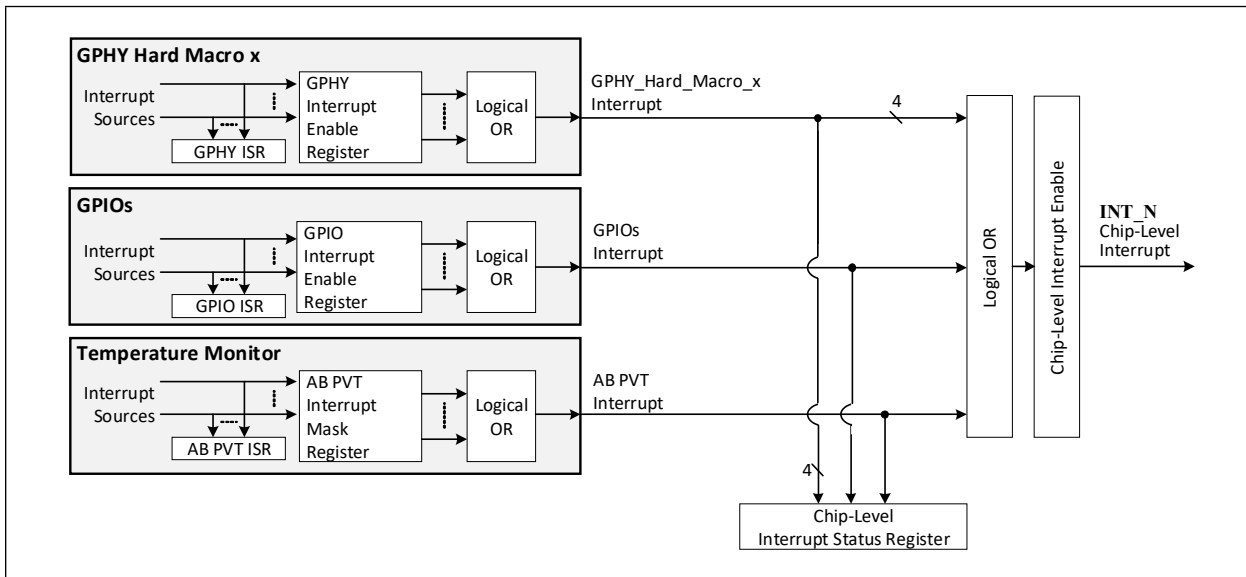 GPHY Hard Macro x
Interrupt
Sources
GPHY ISR
GPHY
Interrupt
Enable
Register
Logical
OR
GPHY_Hard_Macro_x
Interrupt
4
GPIOs
Interrupt
Sources
GPIO ISR
GPIO
Interrupt
Enable
Register
Logical
OR
GPIOs
Interrupt
Temperature Monitor
Interrupt
Sources
AB PVT ISR
AB PVT
Interrupt
Mask
Register
Logical
OR
AB PVT
Interrupt
4
Logical OR
Chip-Level Interrupt Enable
INT_N
Chip-Level
Interrupt
Chip-Level
Interrupt Status Register